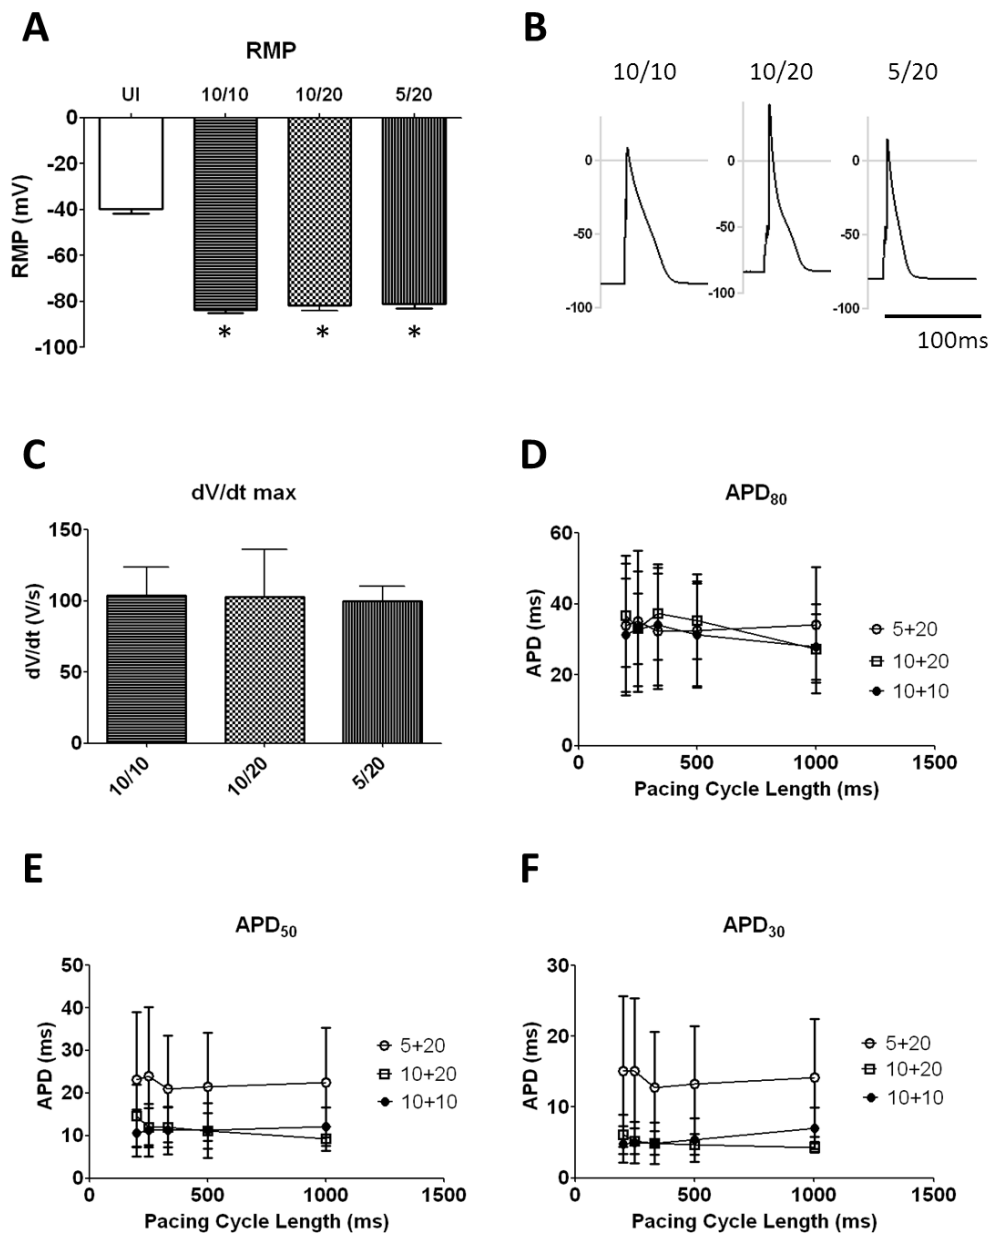 A
B
RMP
UI 10/10 10/20 5/20
0
-20
-40
-60
-80
-100
RMP (mV)
* * *
10/10 10/20 5/20
0
-50
-100
0
-50
-100
0
-50
-100
100ms
C
D
dV/dt max
150
100
50
0
dV/dt (V/s)
10/10 10/20 5/20
APD80
60
40
20
0
APD (ms)
0 500 1000 1500
Pacing Cycle Length (ms)
5+20
10+20
10+10
E
F
APD50
50
40
30
20
10
0
APD (ms)
0 500 1000 1500
Pacing Cycle Length (ms)
5+20
10+20
10+10
APD30
30
20
10
0
APD (ms)
0 500 1000 1500
Pacing Cycle Length (ms)
5+20
10+20
10+10